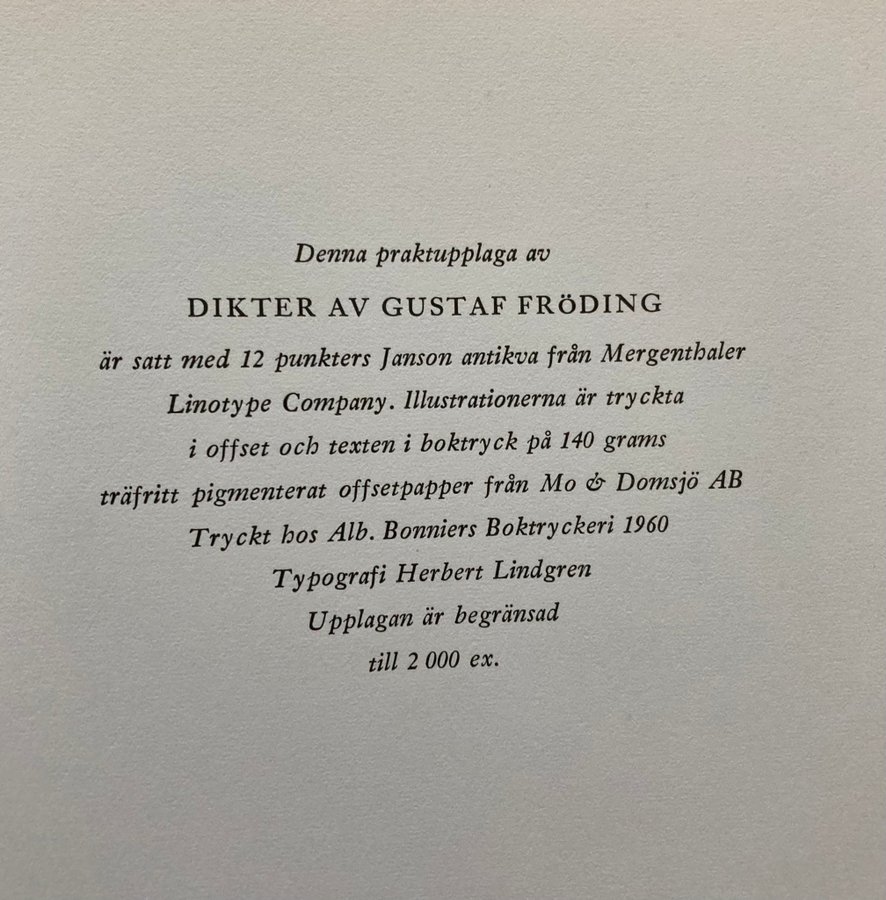 Denna praktupplaga av
DIKTER AV GUSTAF FRÖDING
är satt med 12 punkters Janson antikva från Mergenthaler
Linotype Company. Illustrationerna är tryckta
i offset och texten i boktryck på 140 grams
träfritt pigmenterat offsetpapper från Mo & Domsjö AB
Tryckt hos Alb. Bonniers Boktryckeri 1960
Typografi Herbert Lindgren
Upplagan är begränsad
till 2 000 ex.